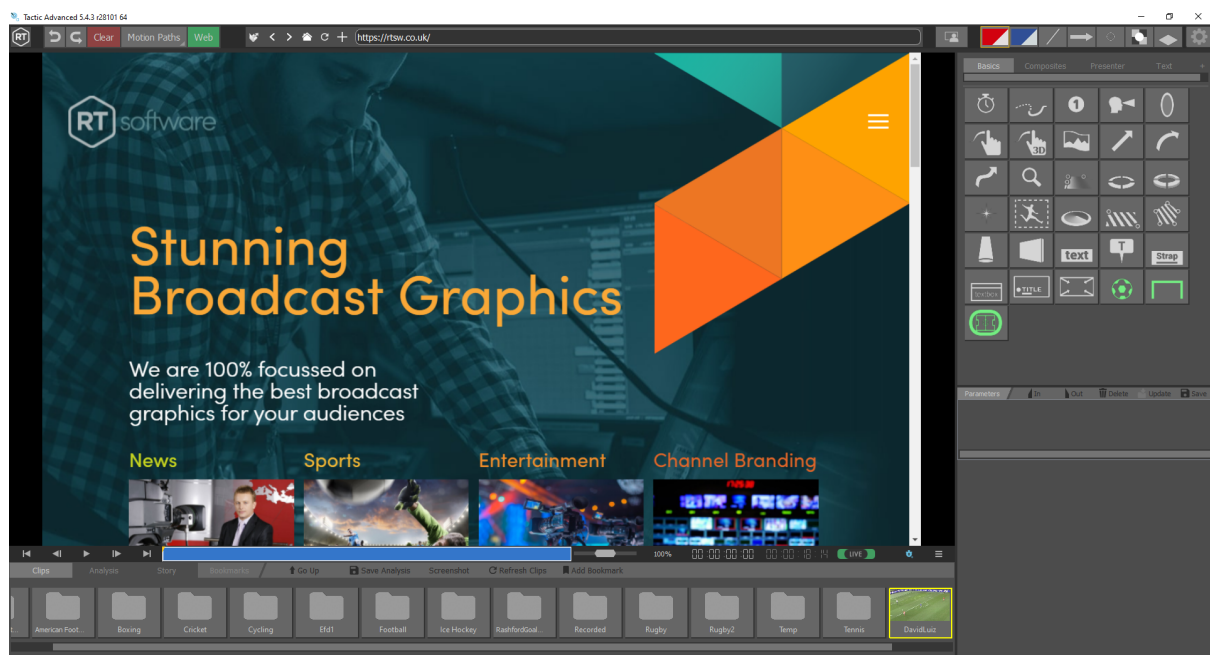 Tactic Advanced 5.4.3 r28101 64
RT
Clear
Motion Paths
Web
https://rtsw.co.uk/
RT software
Stunning
Broadcast Graphics
We are 100% focussed on
delivering the best broadcast
graphics for your audiences
News
Sports
Entertainment
Channel Branding
Basics
Composites
Presenter
Text
+
1
3D
text
T
Strap
textbox
TITLE
Parameters
In
Out
Delete
Update
Save
100%
00:00:00:00
00:00:18:14
LIVE
Clips
Analysis
Story
Bookmarks
Go Up
Save Analysis
Screenshot
Refresh Clips
Add Bookmark
American Foot...
Boxing
Cricket
Cycling
Efd1
Football
Ice Hockey
RashfordGoal...
Recorded
Rugby
Rugby2
Temp
Tennis
DavidLuiz